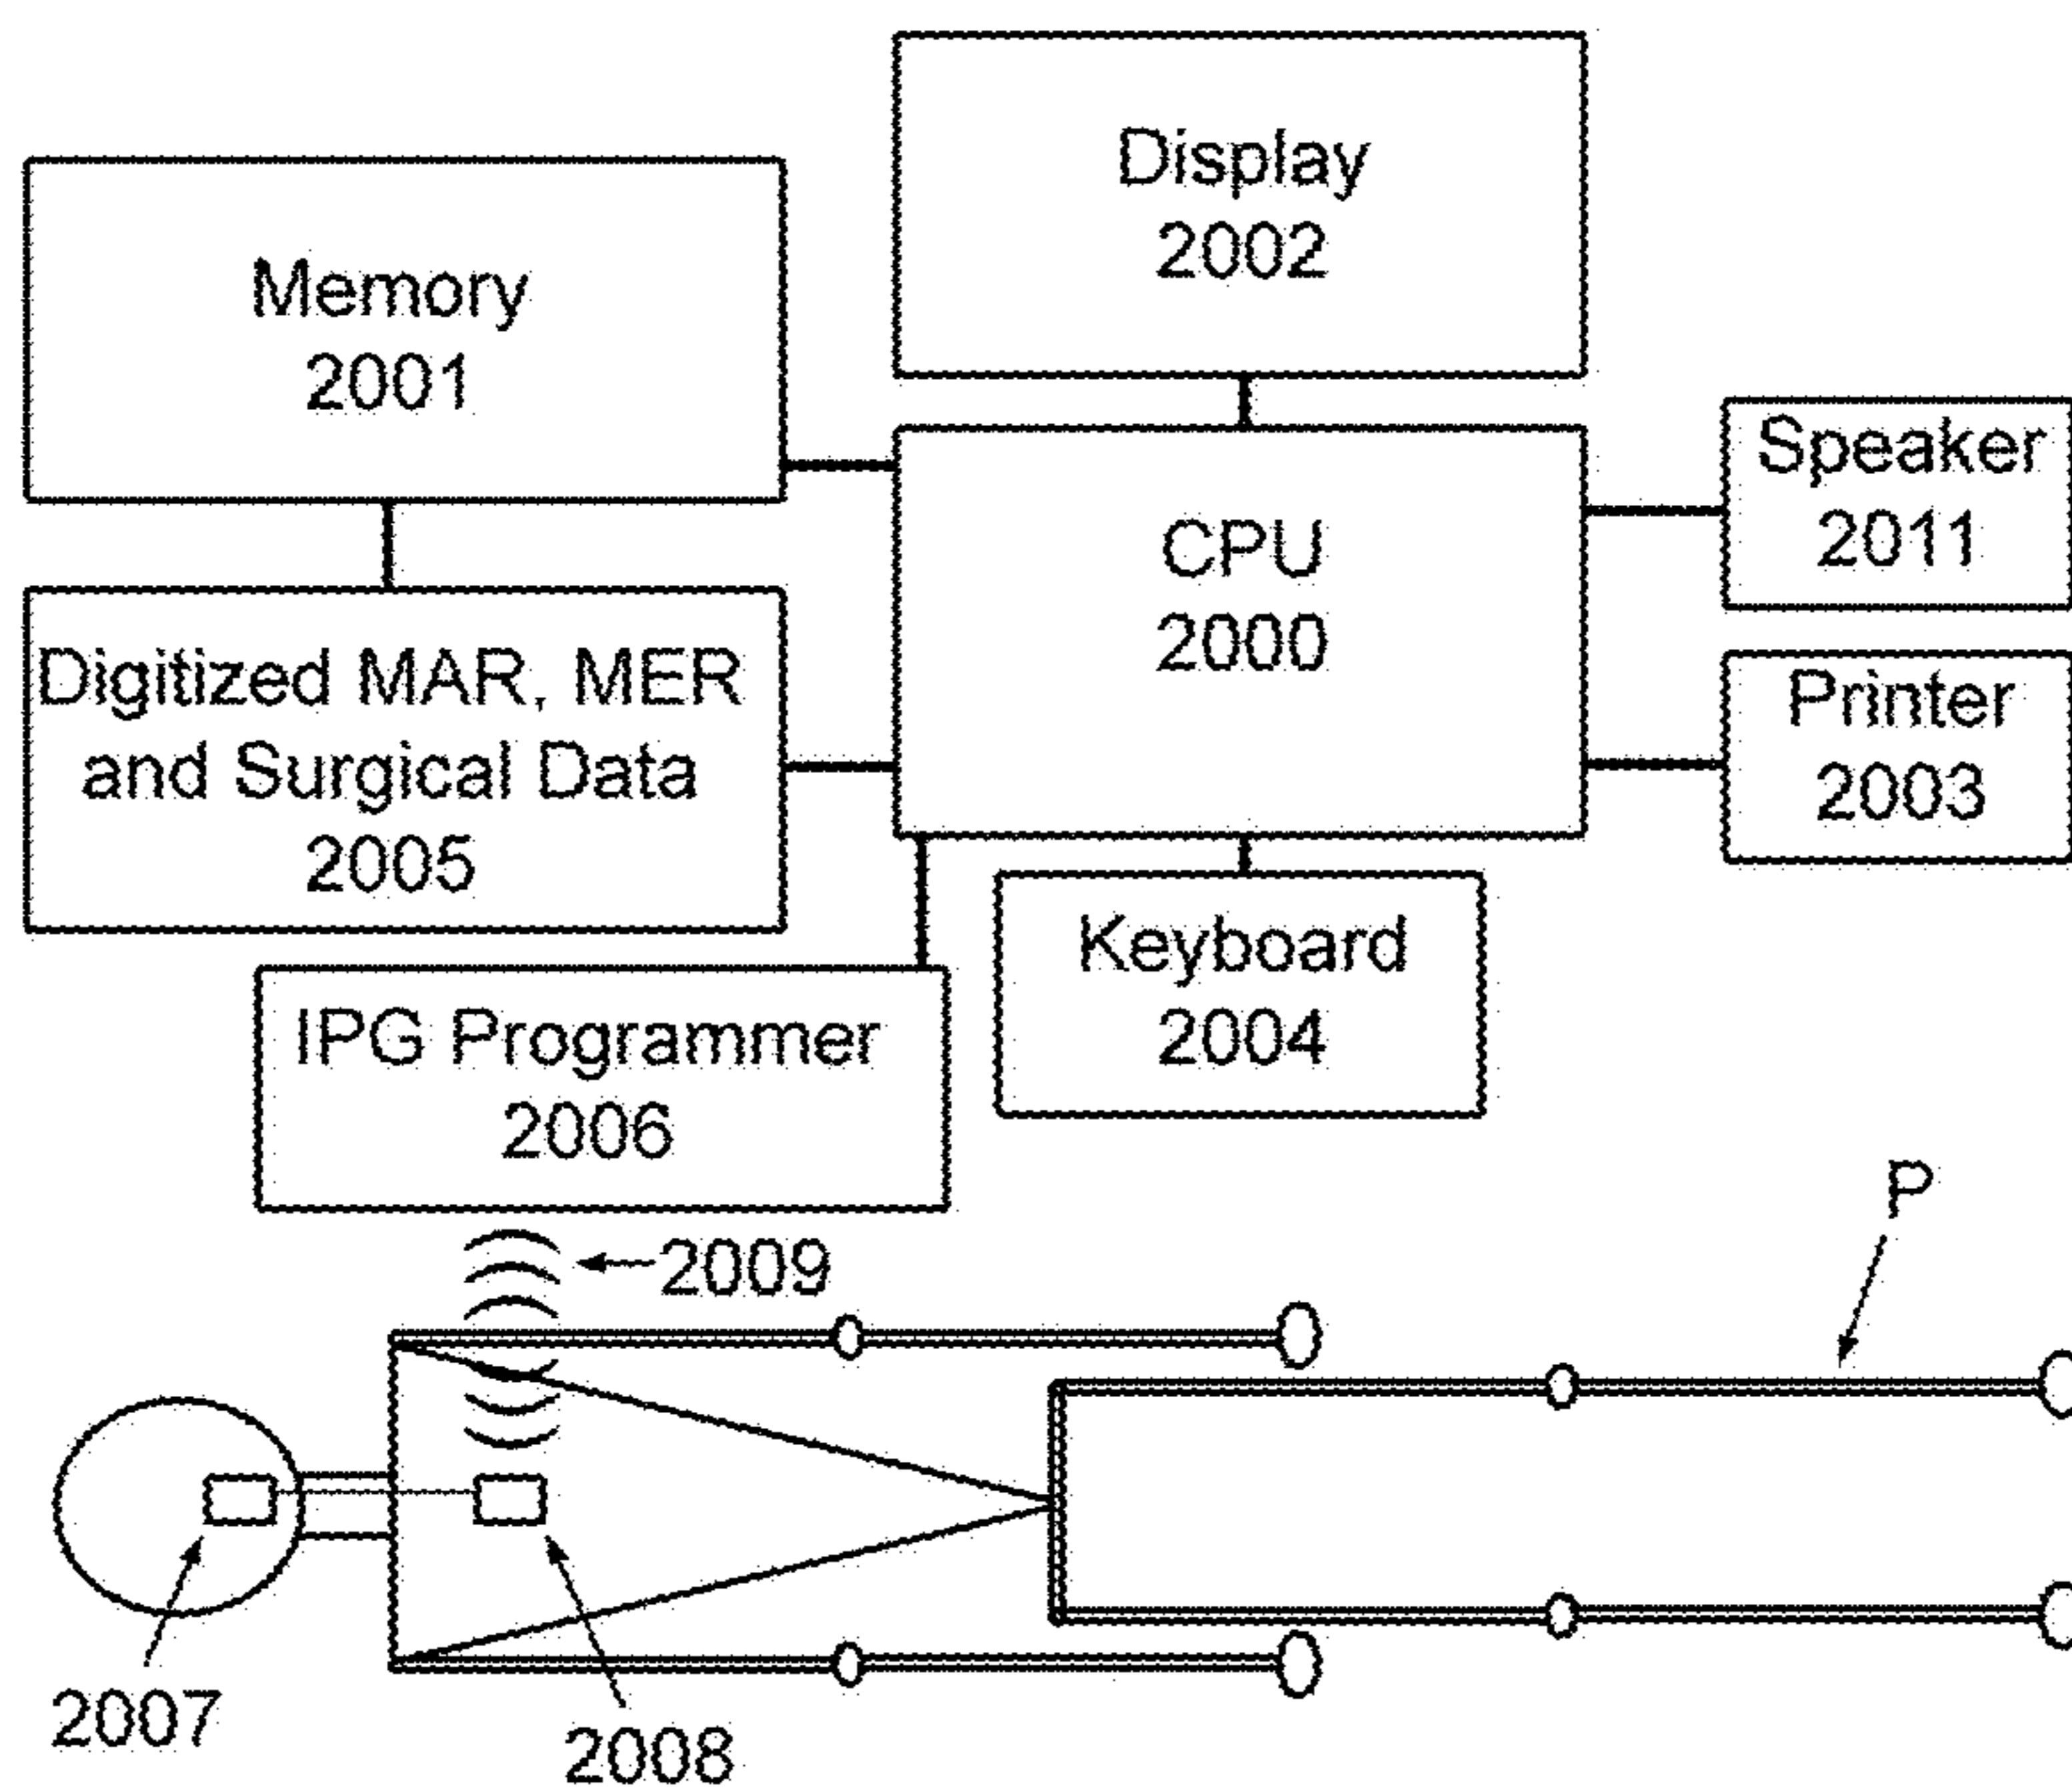 Display
2002
Memory
2001
Speaker
2011
CPU
2000
Digitized MAR, MER
and Surgical Data
2005
Printer
2003
Keyboard
2004
IPG Programmer
2006
P
2009
2007
2008